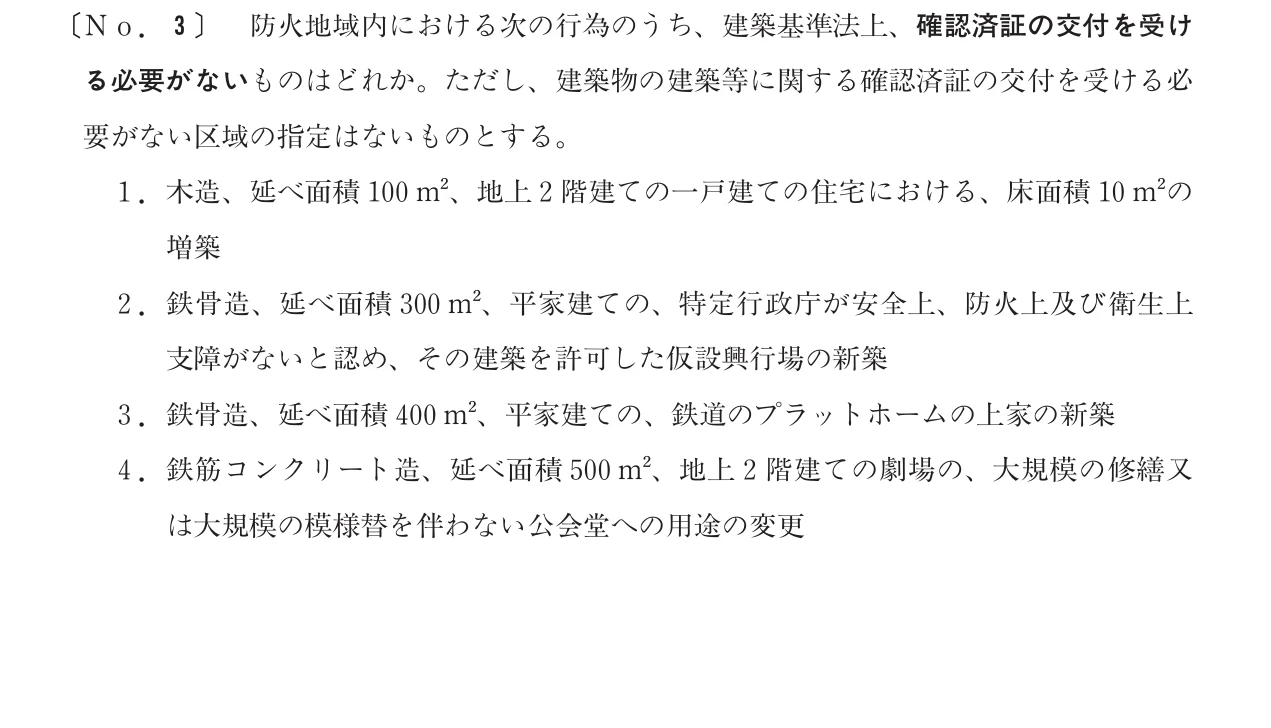 〔Ｎｏ．３〕　防火地域内における次の行為のうち、建築基準法上、確認済証の交付を受け
る必要がないものはどれか。ただし、建築物の建築等に関する確認済証の交付を受ける必
要がない区域の指定はないものとする。
１．木造、延べ面積 100 m²、地上２階建ての一戸建ての住宅における、床面積 10 m²の
増築
２．鉄骨造、延べ面積 300 m²、平家建ての、特定行政庁が安全上、防火上及び衛生上
支障がないと認め、その建築を許可した仮設興行場の新築
３．鉄骨造、延べ面積 400 m²、平家建ての、鉄道のプラットホームの上家の新築
４．鉄筋コンクリート造、延べ面積 500 m²、地上２階建ての劇場の、大規模の修繕又
は大規模の模様替を伴わない公会堂への用途の変更